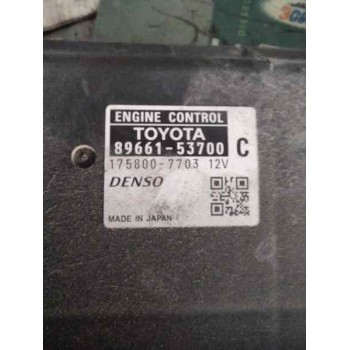 ENGINE CONTROL
TOYOTA
89661-53700 C
175800-7703 12V
DENSO
MADE IN JAPAN